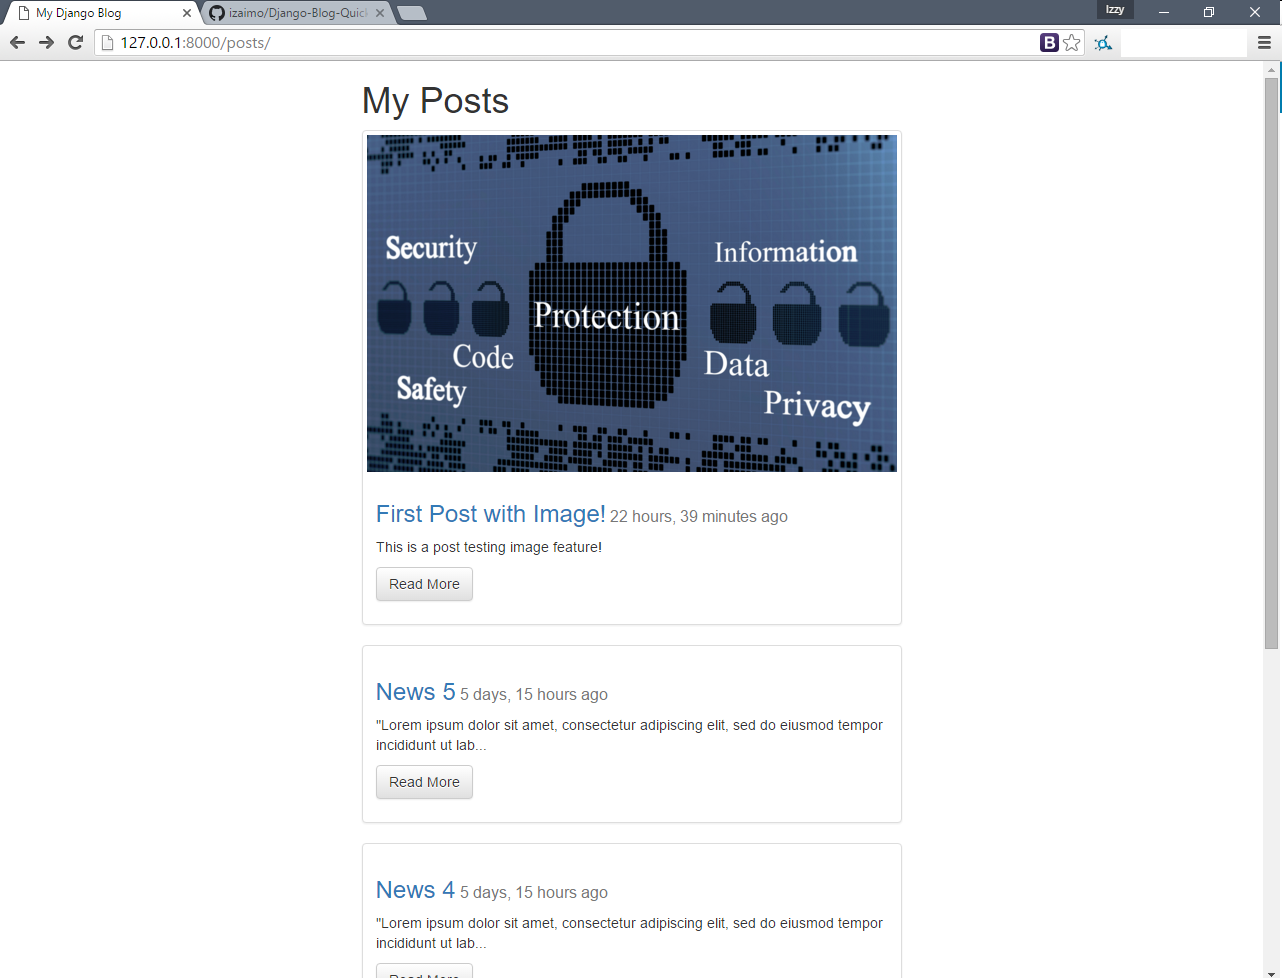 My Django Blog
izaimo/Django-Blog-Quic
Izzy
127.0.0.1:8000/posts/
B
My Posts
Security
Information
Protection
Code
Data
Safety
Privacy
First Post with Image! 22 hours, 39 minutes ago
This is a post testing image feature!
Read More
News 5 5 days, 15 hours ago
"Lorem ipsum dolor sit amet, consectetur adipiscing elit, sed do eiusmod tempor
incididunt ut lab...
Read More
News 4 5 days, 15 hours ago
"Lorem ipsum dolor sit amet, consectetur adipiscing elit, sed do eiusmod tempor
incididunt ut lab...
Read More